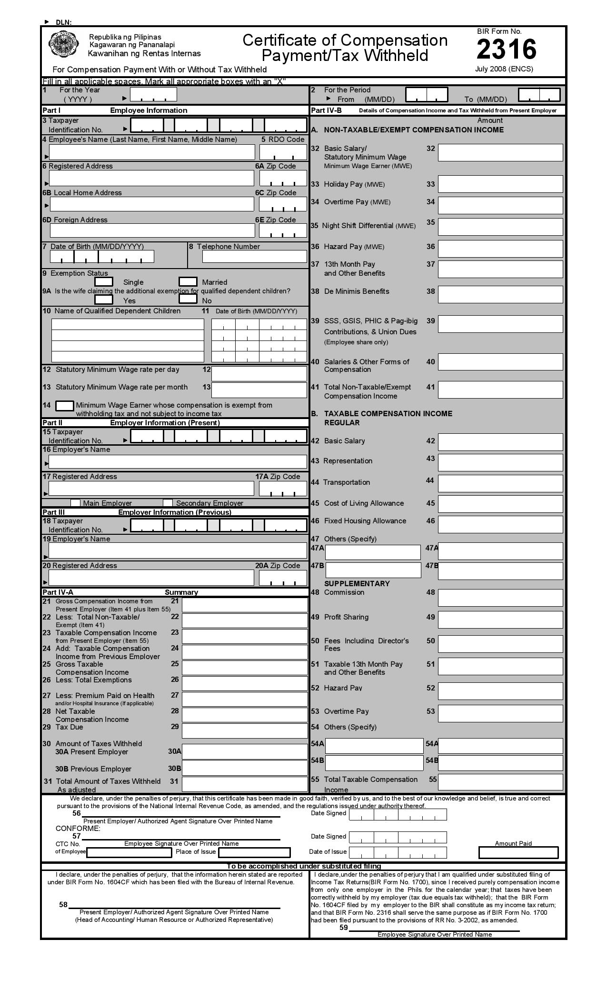 DLN:
Republika ng Pilipinas
Kagawaran ng Pananalapi
Kawanihan ng Rentas Internas
For Compensation Payment With or Without Tax Withheld
Certificate of Compensation
Payment/Tax Withheld
BIR Form No.
2316
July 2008 (ENCS)
Fill in all applicable spaces. Mark all appropriate boxes with an "X"
1 For the Year
( YYYY )
2 For the Period
From (MM/DD) To (MM/DD)
Part I Employee Information
3 Taxpayer
Identification No.
4 Employee's Name (Last Name, First Name, Middle Name) 5 RDO Code
6 Registered Address 6A Zip Code
6B Local Home Address 6C Zip Code
6D Foreign Address 6E Zip Code
7 Date of Birth (MM/DD/YYYY) 8 Telephone Number
9 Exemption Status
Single Married
9A Is the wife claiming the additional exemption for qualified dependent children?
Yes No
10 Name of Qualified Dependent Children 11 Date of Birth (MM/DD/YYYY)
12 Statutory Minimum Wage rate per day 12
13 Statutory Minimum Wage rate per month 13
14 Minimum Wage Earner whose compensation is exempt from
withholding tax and not subject to income tax
Part II Employer Information (Present)
15 Taxpayer
Identification No.
16 Employer's Name
17 Registered Address 17A Zip Code
Main Employer Secondary Employer
Part III Employer Information (Previous)
18 Taxpayer
Identification No.
19 Employer's Name
20 Registered Address 20A Zip Code
Part IV-A Summary
21 Gross Compensation Income from 21
Present Employer (Item 41 plus Item 55)
22 Less: Total Non-Taxable/ 22
Exempt (Item 41)
23 Taxable Compensation Income 23
from Present Employer (Item 55)
24 Add: Taxable Compensation 24
Income from Previous Employer
25 Gross Taxable 25
Compensation Income
26 Less: Total Exemptions 26
27 Less: Premium Paid on Health 27
and/or Hospital Insurance (If applicable)
28 Net Taxable 28
Compensation Income
29 Tax Due 29
30 Amount of Taxes Withheld
30A Present Employer 30A
30B Previous Employer 30B
31 Total Amount of Taxes Withheld 31
As adjusted
Part IV-B Details of Compensation Income and Tax Withheld from Present Employer
Amount
A. NON-TAXABLE/EXEMPT COMPENSATION INCOME
32 Basic Salary/ 32
Statutory Minimum Wage
Minimum Wage Earner (MWE)
33 Holiday Pay (MWE) 33
34 Overtime Pay (MWE) 34
35 Night Shift Differential (MWE) 35
36 Hazard Pay (MWE) 36
37 13th Month Pay 37
and Other Benefits
38 De Minimis Benefits 38
39 SSS, GSIS, PHIC & Pag-ibig 39
Contributions, & Union Dues
(Employee share only)
40 Salaries & Other Forms of 40
Compensation
41 Total Non-Taxable/Exempt 41
Compensation Income
B. TAXABLE COMPENSATION INCOME
REGULAR
42 Basic Salary 42
43 Representation 43
44 Transportation 44
45 Cost of Living Allowance 45
46 Fixed Housing Allowance 46
47 Others (Specify)
47A 47A
47B 47B
SUPPLEMENTARY
48 Commission 48
49 Profit Sharing 49
50 Fees Including Director's 50
Fees
51 Taxable 13th Month Pay 51
and Other Benefits
52 Hazard Pay 52
53 Overtime Pay 53
54 Others (Specify)
54A 54A
54B 54B
55 Total Taxable Compensation 55
Income
We declare, under the penalties of perjury, that this certificate has been made in good faith, verified by us, and to the best of our knowledge and belief, is true and correct
pursuant to the provisions of the National Internal Revenue Code, as amended, and the regulations issued under authority thereof.
56 Date Signed
Present Employer/ Authorized Agent Signature Over Printed Name
CONFORME:
57 Date Signed
CTC No. Employee Signature Over Printed Name Amount Paid
of Employee Place of Issue Date of Issue
To be accomplished under substituted filing
I declare, under the penalties of perjury, that the information herein stated are reported
under BIR Form No. 1604CF which has been filed with the Bureau of Internal Revenue.
58
Present Employer/ Authorized Agent Signature Over Printed Name
(Head of Accounting/ Human Resource or Authorized Representative)
I declare,under the penalties of perjury that I am qualified under substituted filing of
Income Tax Returns(BIR Form No. 1700), since I received purely compensation income
from only one employer in the Phils. for the calendar year; that taxes have been
correctly withheld by my employer (tax due equals tax withheld); that the BIR Form
No. 1604CF filed by my employer to the BIR shall constitute as my income tax return;
and that BIR Form No. 2316 shall serve the same purpose as if BIR Form No. 1700
had been filed pursuant to the provisions of RR No. 3-2002, as amended.
59
Employee Signature Over Printed Name